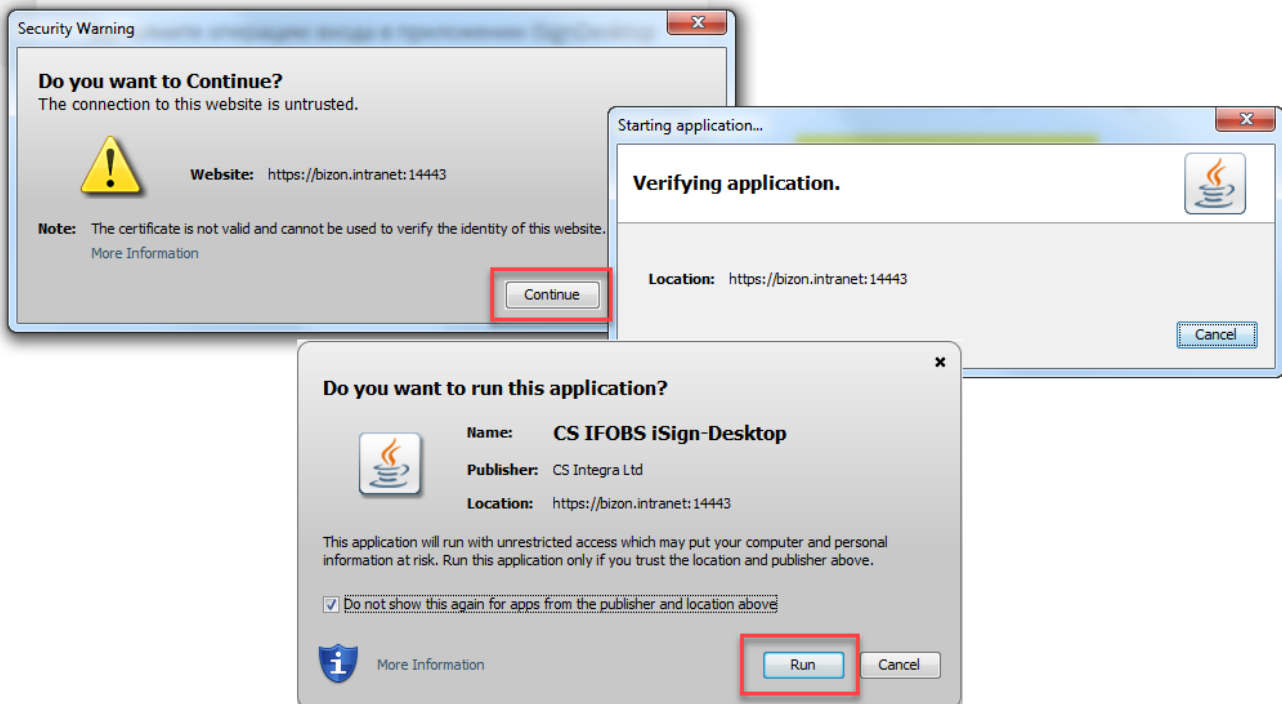 Security Warning
Do you want to Continue?
The connection to this website is untrusted.
Website: https://bizon.intranet:14443
Note: The certificate is not valid and cannot be used to verify the identity of this website.
More Information
Continue
Starting application...
Verifying application.
Location: https://bizon.intranet:14443
Cancel
Do you want to run this application?
Name: CS IFOBS iSign-Desktop
Publisher: CS Integra Ltd
Location: https://bizon.intranet:14443
This application will run with unrestricted access which may put your computer and personal
information at risk. Run this application only if you trust the location and publisher above.
Do not show this again for apps from the publisher and location above
More Information
Run
Cancel